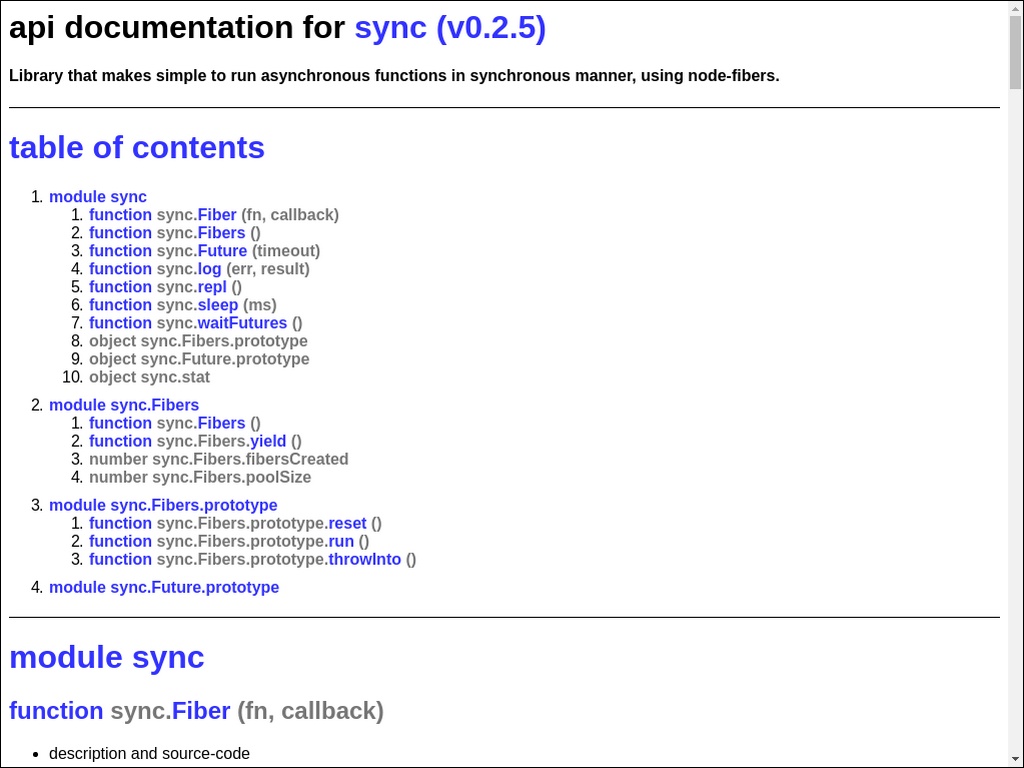 api documentation for sync (v0.2.5)
Library that makes simple to run asynchronous functions in synchronous manner, using node-fibers.
table of contents
1. module sync
1. function sync.Fiber (fn, callback)
2. function sync.Fibers ()
3. function sync.Future (timeout)
4. function sync.log (err, result)
5. function sync.repl ()
6. function sync.sleep (ms)
7. function sync.waitFutures ()
8. object sync.Fibers.prototype
9. object sync.Future.prototype
10. object sync.stat
2. module sync.Fibers
1. function sync.Fibers ()
2. function sync.Fibers.yield ()
3. number sync.Fibers.fibersCreated
4. number sync.Fibers.poolSize
3. module sync.Fibers.prototype
1. function sync.Fibers.prototype.reset ()
2. function sync.Fibers.prototype.run ()
3. function sync.Fibers.prototype.throwInto ()
4. module sync.Future.prototype
module sync
function sync.Fiber (fn, callback)
• description and source-code